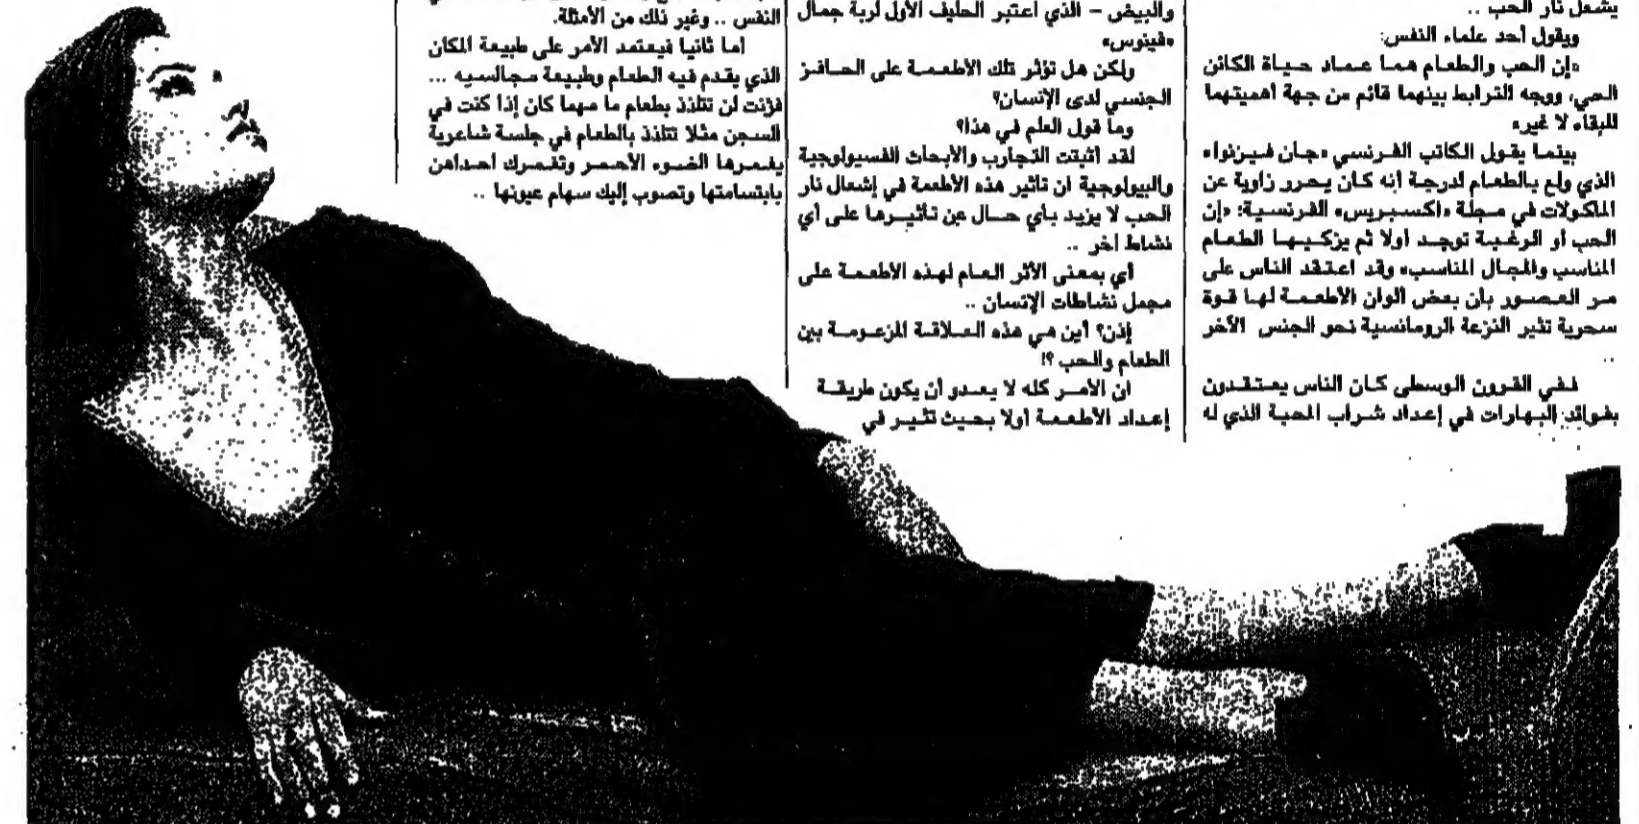 يشعل نار الحب ..
ويقول أحد علماء النفس:
«إن الحب والطعام هما عماد حياة الكائن
الحي، ووجه الترابط بينهما قائم من جهة أهميتهما
للبقاء لا غير»
بينما يقول الكاتب الفرنسي «جان فيزنوا»
الذي ولع بالطعام لدرجة أنه كان يحرر زاوية عن
المأكولات في مجلة «اكسبريس» الفرنسية: «إن
الحب أو الرغبة توجد أولا ثم يزكيها الطعام
المناسب والمجال المناسب» وقد اعتقد الناس على
مر العصور بأن بعض ألوان الأطعمة لها قوة
سحرية تثير النزعة الرومانسية نحو الجنس الآخر
..
ففي القرون الوسطى كان الناس يعتقدون
بفوائد البهارات في إعداد شراب المحبة الذي له
والبيض – الذي اعتبر الحليف الأول لربة جمال
«فينوس»
ولكن هل تؤثر تلك الأطعمة على الحافز
الجنسي لدى الإنسان؟
وما قول العلم في هذا؟
لقد أثبتت التجارب والأبحاث الفسيولوجية
والبيولوجية ان تأثير هذه الأطعمة في إشعال نار
الحب لا يزيد بأي حال عن تأثيرها على أي
نشاط آخر ..
أي بمعنى الأثر العام لهذه الأطعمة على
مجمل نشاطات الإنسان ..
إذن؟ أين هي هذه العلاقة المزعومة بين
الطعام والحب ؟!
ان الأمر كله لا يعدو أن يكون طريقة
إعداد الأطعمة أولا بحيث تثير في
النفس .. وغير ذلك من الأمثلة.
أما ثانيا فيعتمد الأمر على طبيعة المكان
الذي يقدم فيه الطعام وطبيعة مجالسيه ...
فإنت لن تتلذذ بطعام ما مهما كان إذا كنت في
السجن مثلا تتلذذ بالطعام في جلسة شاعرية
يغمرها الضوء الأحمر وتغمرك احداهن
بابتسامتها وتصوب إليك سهام عيونها ..